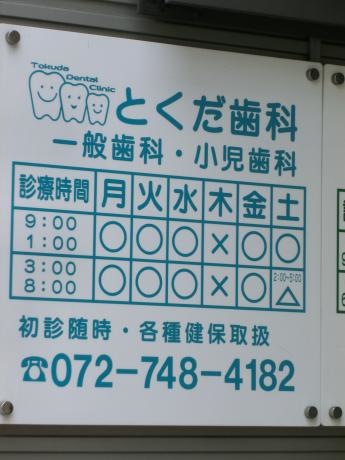 Tokuda
Dental
Clinic
とくだ歯科
一般歯科・小児歯科
診療時間 月 火 水 木 金 土
9:00
1:00 ○ ○ ○ × ○ ○
3:00
8:00 ○ ○ ○ × ○ 2:00~5:00 △
初診随時・各種健保取扱
☎072-748-4182